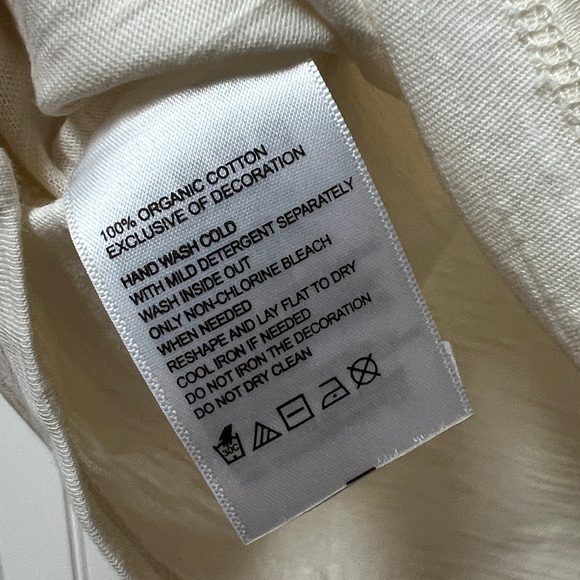 100% ORGANIC COTTON
EXCLUSIVE OF DECORATION
HAND WASH COLD
WITH MILD DETERGENT SEPARATELY
WASH INSIDE OUT
ONLY NON-CHLORINE BLEACH
WHEN NEEDED
RESHAPE AND LAY FLAT TO DRY
COOL IRON IF NEEDED
DO NOT IRON THE DECORATION
DO NOT DRY CLEAN
30C